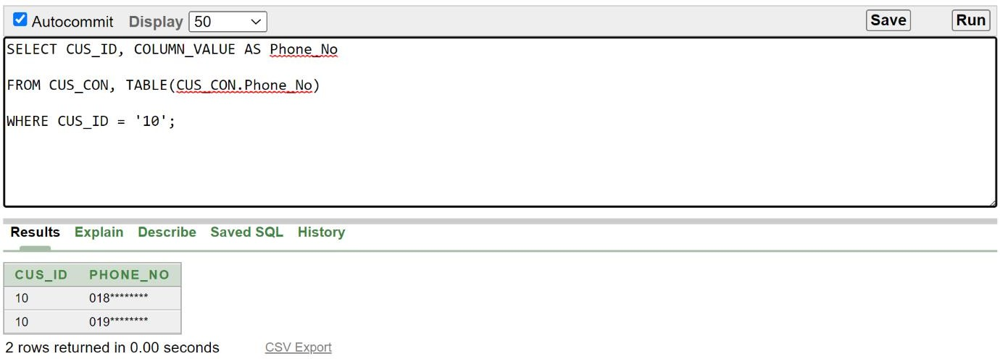 Autocommit Display 50 Save Run
SELECT CUS_ID, COLUMN_VALUE AS Phone_No
FROM CUS_CON, TABLE(CUS_CON.Phone_No)
WHERE CUS_ID = '10';
Results Explain Describe Saved SQL History
CUS_ID PHONE_NO
10 018********
10 019********
2 rows returned in 0.00 seconds CSV Export